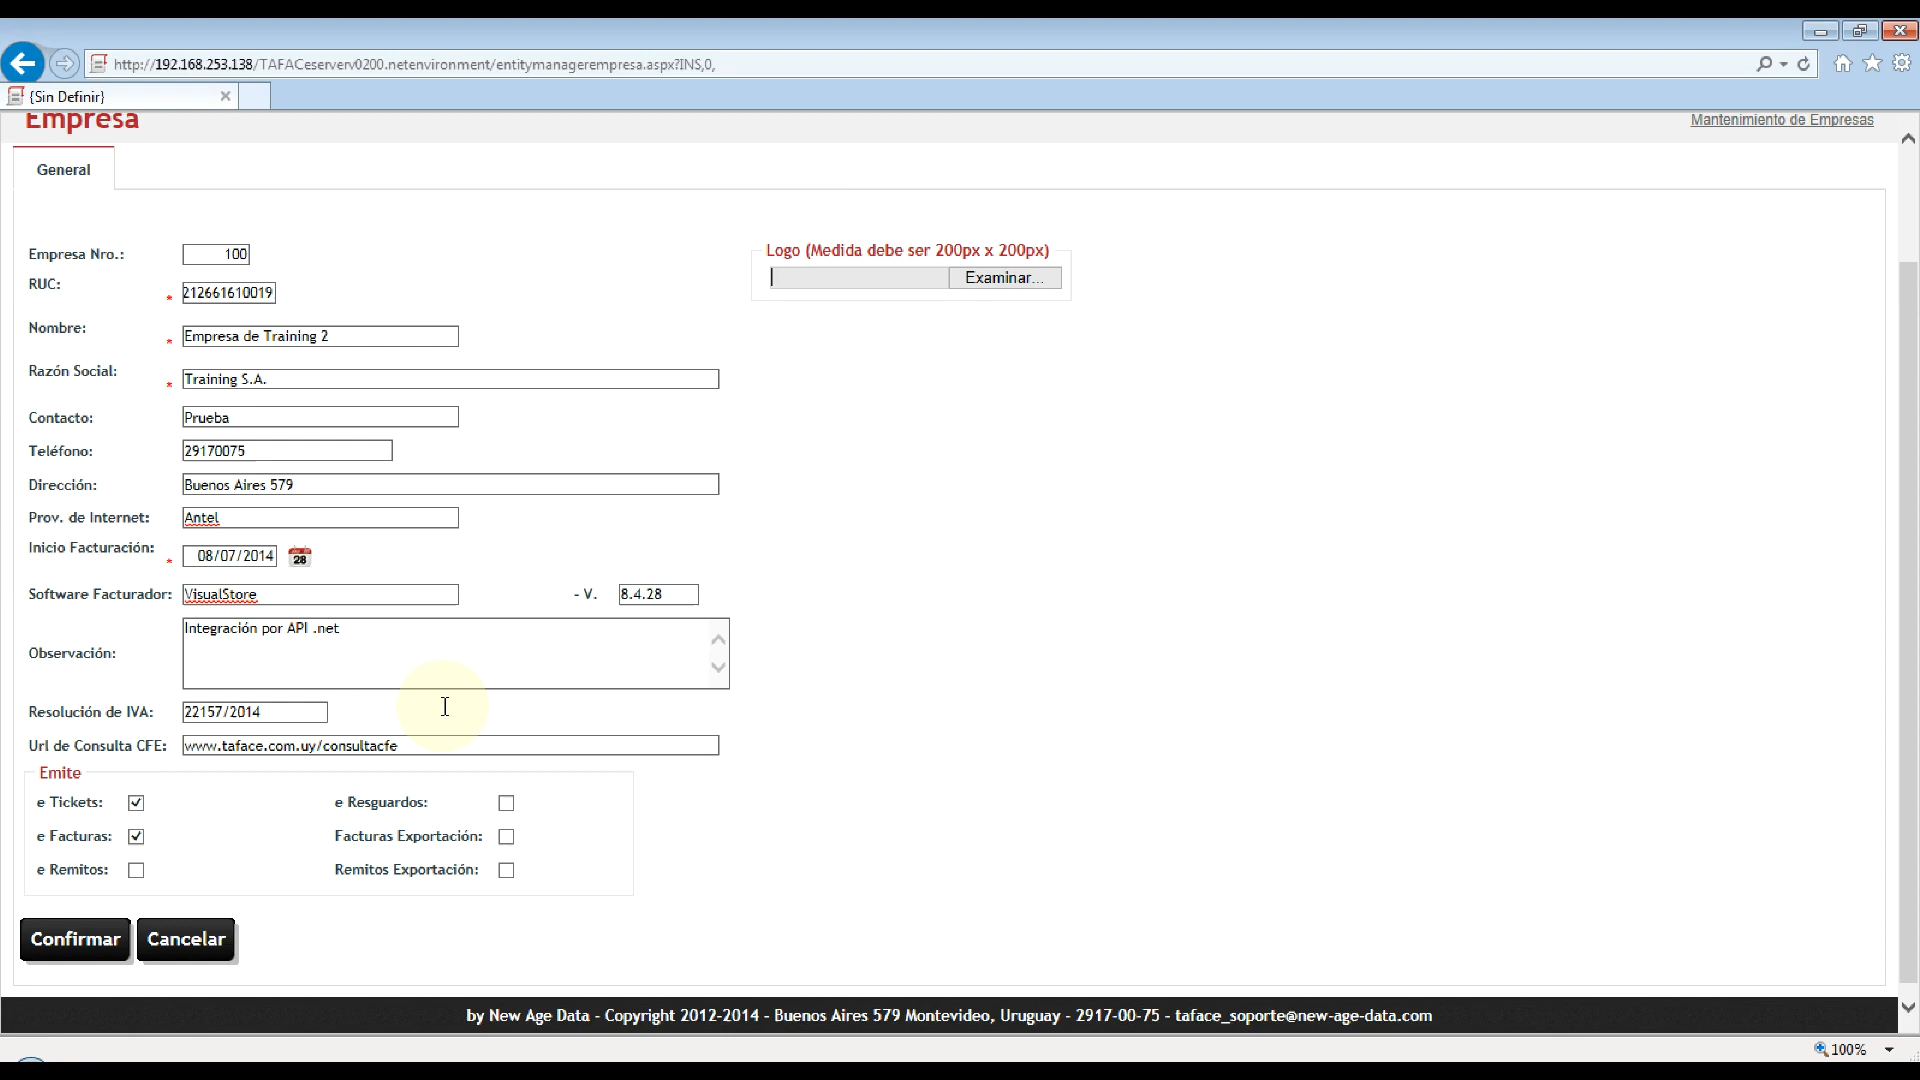 http://192.168.253.138/TAFACeserverv0200.netenvironment/entitymanagerempresa.aspx?INS,0,
{Sin Definir}
Empresa
Mantenimiento de Empresas
General
Empresa Nro.: 100
Logo (Medida debe ser 200px x 200px)
Examinar...
RUC: * 212661610019
Nombre: * Empresa de Training 2
Razón Social: * Training S.A.
Contacto: Prueba
Teléfono: 29170075
Dirección: Buenos Aires 579
Prov. de Internet: Antel
Inicio Facturación: * 08/07/2014 28
Software Facturador: VisualStore - V. 8.4.28
Observación: Integración por API .net
Resolución de IVA: 22157/2014
Url de Consulta CFE: www.taface.com.uy/consultacfe
Emite
e Tickets: e Resguardos:
e Facturas: Facturas Exportación:
e Remitos: Remitos Exportación:
Confirmar Cancelar
by New Age Data - Copyright 2012-2014 - Buenos Aires 579 Montevideo, Uruguay - 2917-00-75 - taface_soporte@new-age-data.com
100%